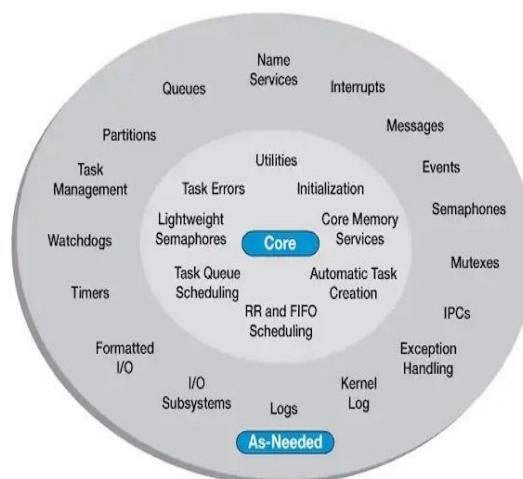 Name
Services
Queues
Interrupts
Messages
Partitions
Events
Task
Management
Semaphones
Watchdogs
Mutexes
Timers
IPCs
Formatted
I/O
Exception
Handling
I/O
Subsystems
Kernel
Log
Logs
As-Needed
Utilities
Task Errors
Initialization
Lightweight
Semaphores
Core Memory
Services
Core
Task Queue
Scheduling
Automatic Task
Creation
RR and FIFO
Scheduling